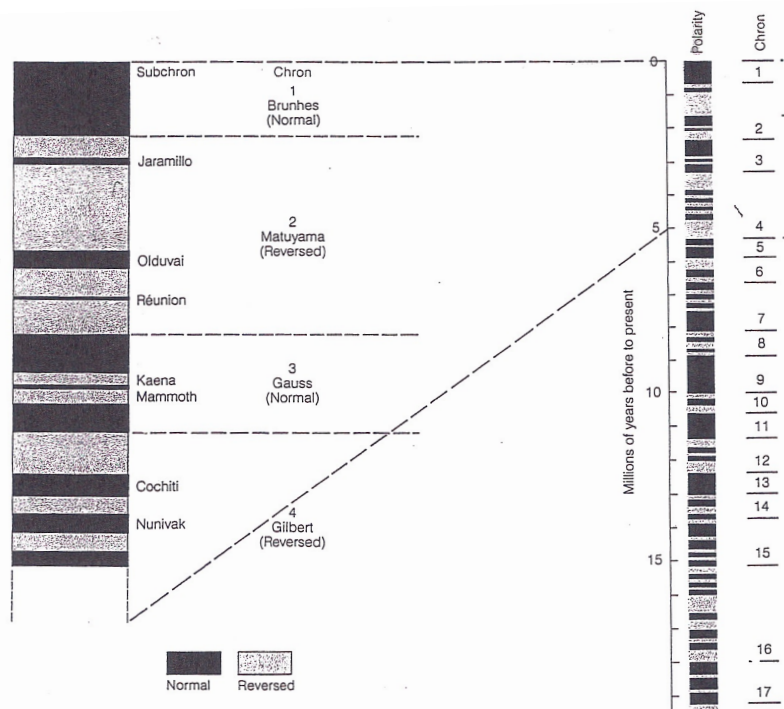 Subchron
Chron
1
Brunhes
(Normal)
Jaramillo
2
Matuyama
(Reversed)
Olduvai
Réunion
3
Gauss
(Normal)
Kaena
Mammoth
Cochiti
Nunivak
4
Gilbert
(Reversed)
Normal
Reversed
Polarity
Chron
Millions of years before to present
0
5
10
15
1
2
3
4
5
6
7
8
9
10
11
12
13
14
15
16
17